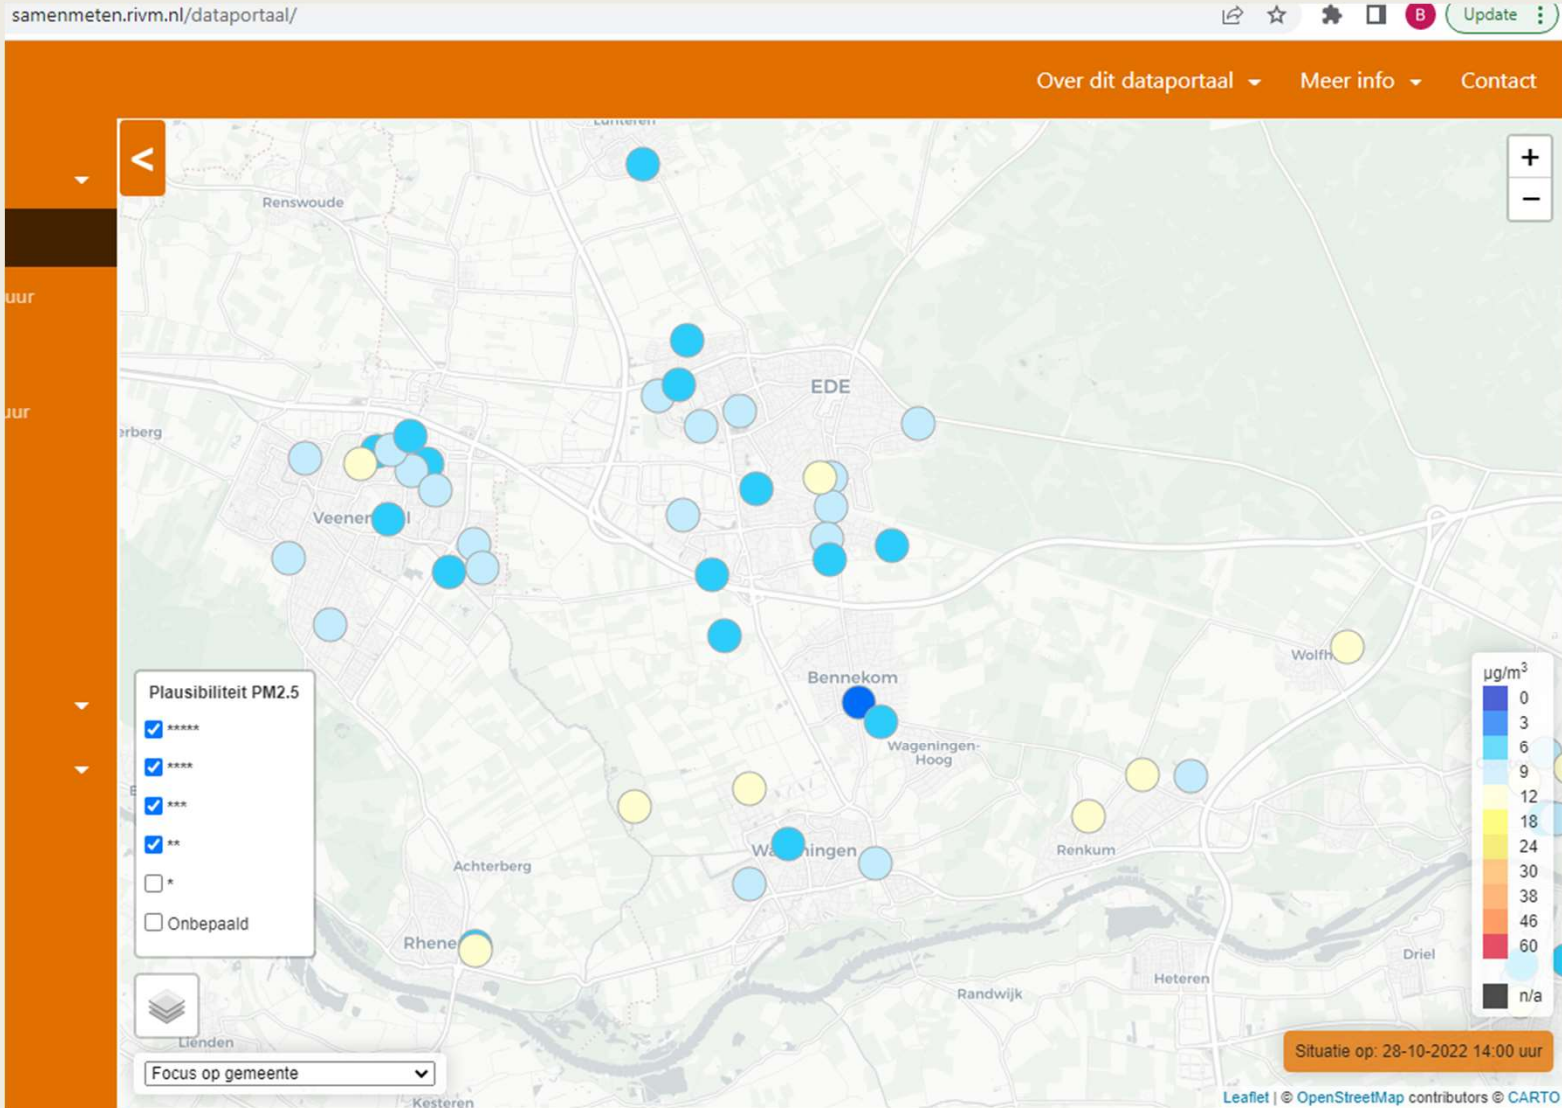 samenmeten.rivm.nl/dataportaal/
B
Update
Over dit dataportaal
Meer info
Contact
<
uur
uur
+
−
Lunteren
Renswoude
EDE
erberg
Bennekom
Wageningen-
Hoog
Achterberg
Renkum
Driel
Heteren
Randwijk
Lienden
Kesteren
Plausibiliteit PM2.5
*****
****
***
**
*
Onbepaald
Focus op gemeente
µg/m³
0
3
6
9
12
18
24
30
38
46
60
n/a
Situatie op: 28-10-2022 14:00 uur
Leaflet | © OpenStreetMap contributors © CARTO